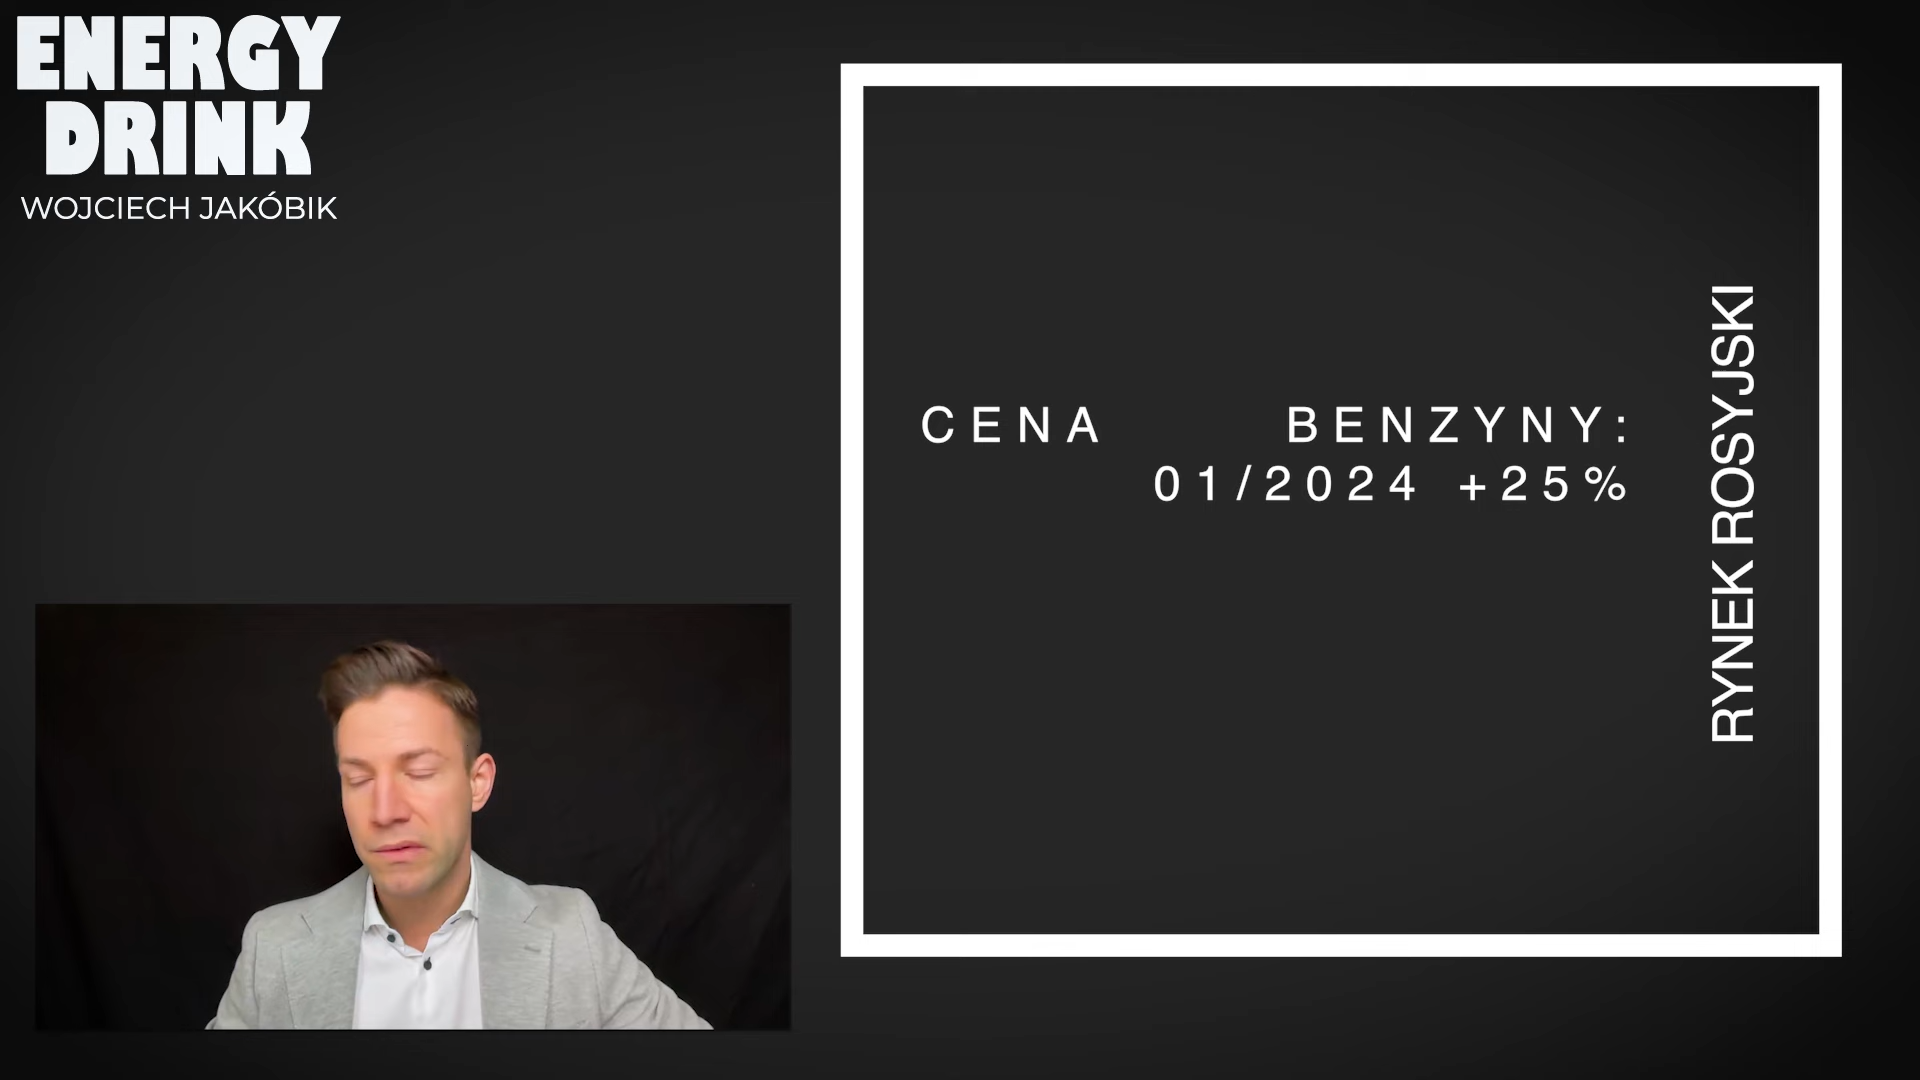 ENERGY
DRINK
WOJCIECH JAKÓBIK
CENA BENZYNY:
01/2024 +25%
RYNEK ROSYJSKI